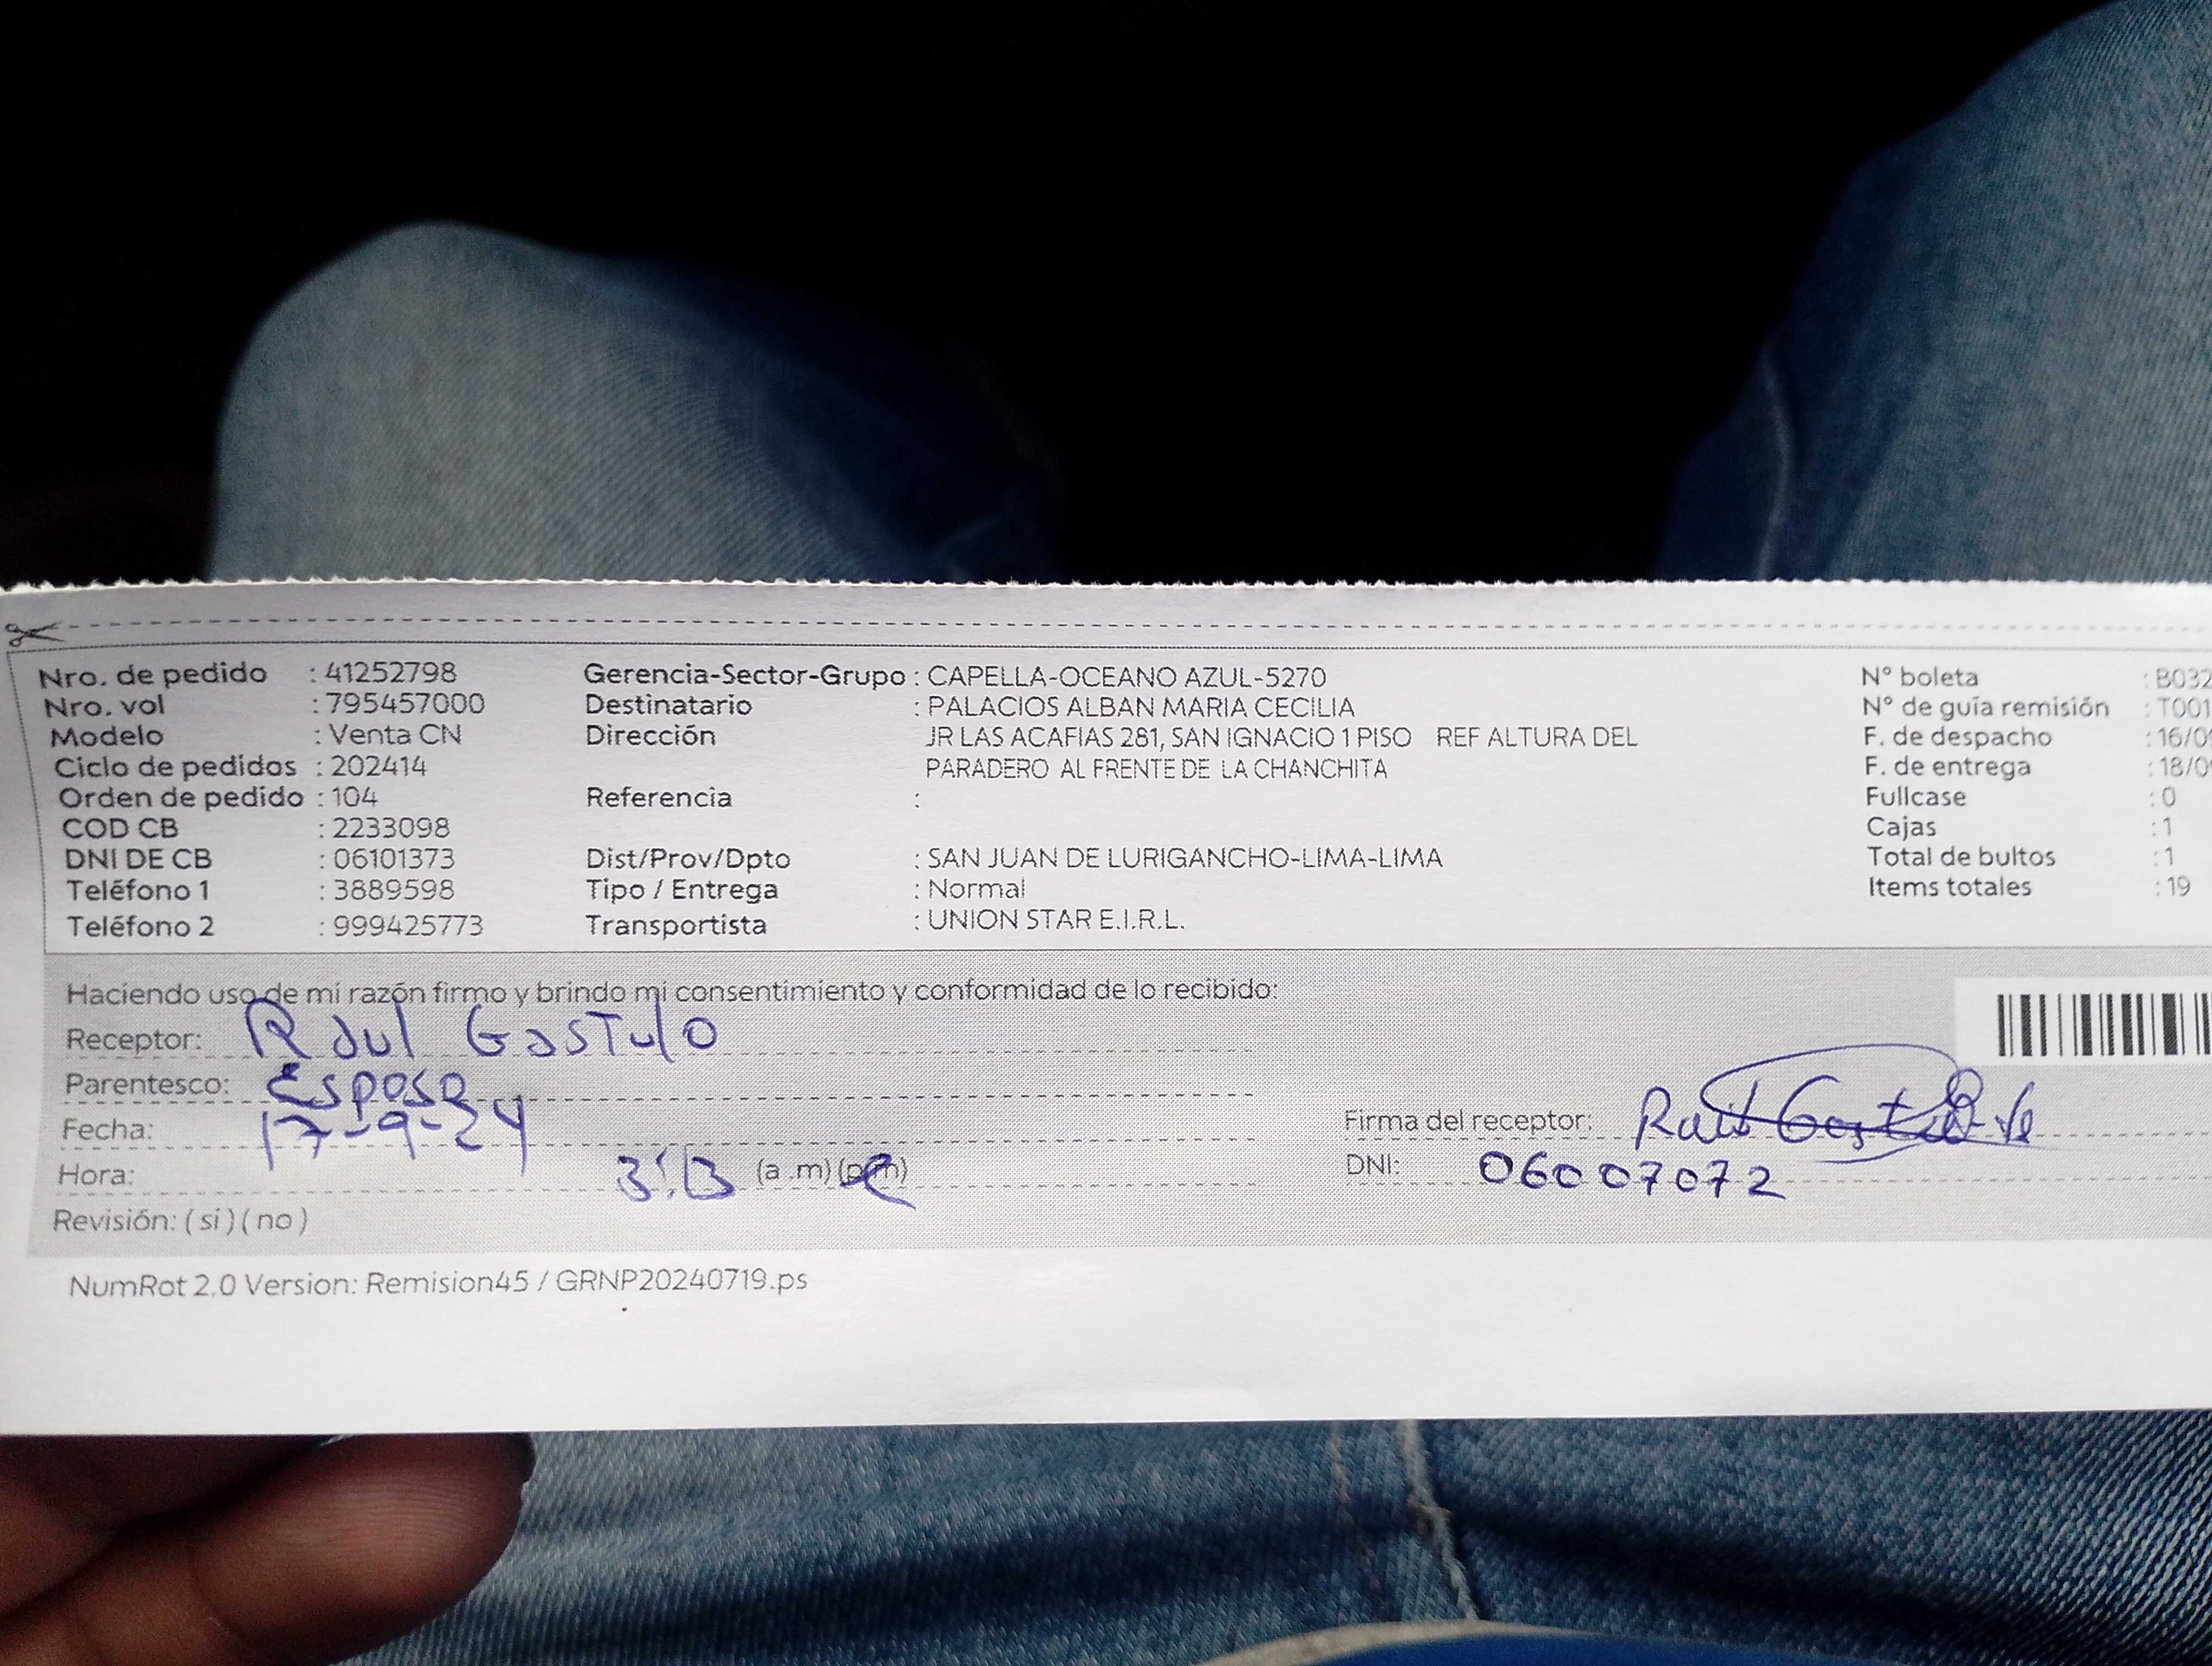 Nro. de pedido : 41252798 Gerencia-Sector-Grupo : CAPELLA-OCEANO AZUL-5270 N° boleta : B032
Nro. vol : 795457000 Destinatario : PALACIOS ALBAN MARIA CECILIA N° de guía remisión : T001
Modelo : Venta CN Dirección JR LAS ACAFIAS 281, SAN IGNACIO 1 PISO REF ALTURA DEL F. de despacho : 16/0
Ciclo de pedidos : 202414 PARADERO AL FRENTE DE LA CHANCHITA F. de entrega : 18/0
Orden de pedido : 104 Referencia : Fullcase : 0
COD CB : 2233098 Cajas : 1
DNI DE CB : 06101373 Dist/Prov/Dpto : SAN JUAN DE LURIGANCHO-LIMA-LIMA Total de bultos : 1
Teléfono 1 : 3889598 Tipo / Entrega : Normal Items totales : 19
Teléfono 2 : 999425773 Transportista : UNION STAR E.I.R.L.
Haciendo uso de mi razón firmo y brindo mi consentimiento y conformidad de lo recibido:
Receptor: Raul Gastulo
Parentesco: Esposo
Fecha: 17-9-24 Firma del receptor:
Hora: (a .m) (p.m) DNI: 06007072
Revisión: ( si ) ( no )
NumRot 2.0 Version: Remision45 / GRNP20240719.ps